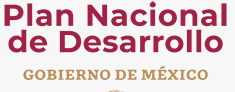 Plan Nacional
de Desarrollo
GOBIERNO DE MÉXICO